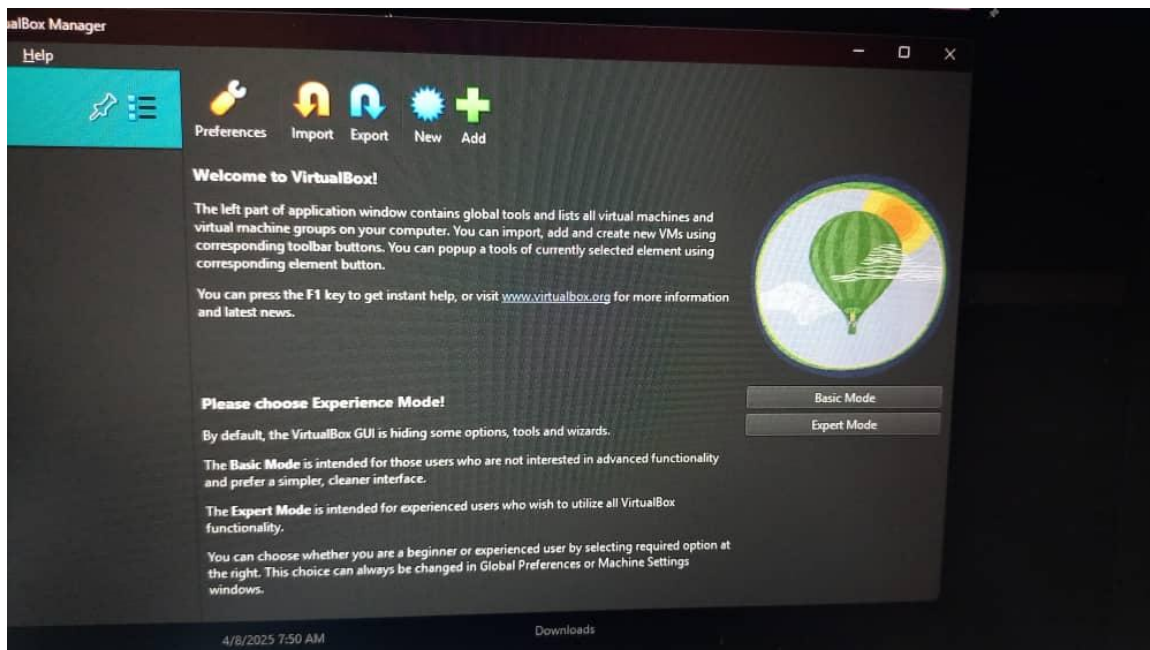 alBox Manager
Help
Preferences Import Export New Add
Welcome to VirtualBox!
The left part of application window contains global tools and lists all virtual machines and
virtual machine groups on your computer. You can import, add and create new VMs using
corresponding toolbar buttons. You can popup a tools of currently selected element using
corresponding element button.
You can press the F1 key to get instant help, or visit www.virtualbox.org for more information
and latest news.
Please choose Experience Mode!
By default, the VirtualBox GUI is hiding some options, tools and wizards.
The Basic Mode is intended for those users who are not interested in advanced functionality
and prefer a simpler, cleaner interface.
The Expert Mode is intended for experienced users who wish to utilize all VirtualBox
functionality.
You can choose whether you are a beginner or experienced user by selecting required option at
the right. This choice can always be changed in Global Preferences or Machine Settings
windows.
Basic Mode
Expert Mode
4/8/2025 7:50 AM
Downloads